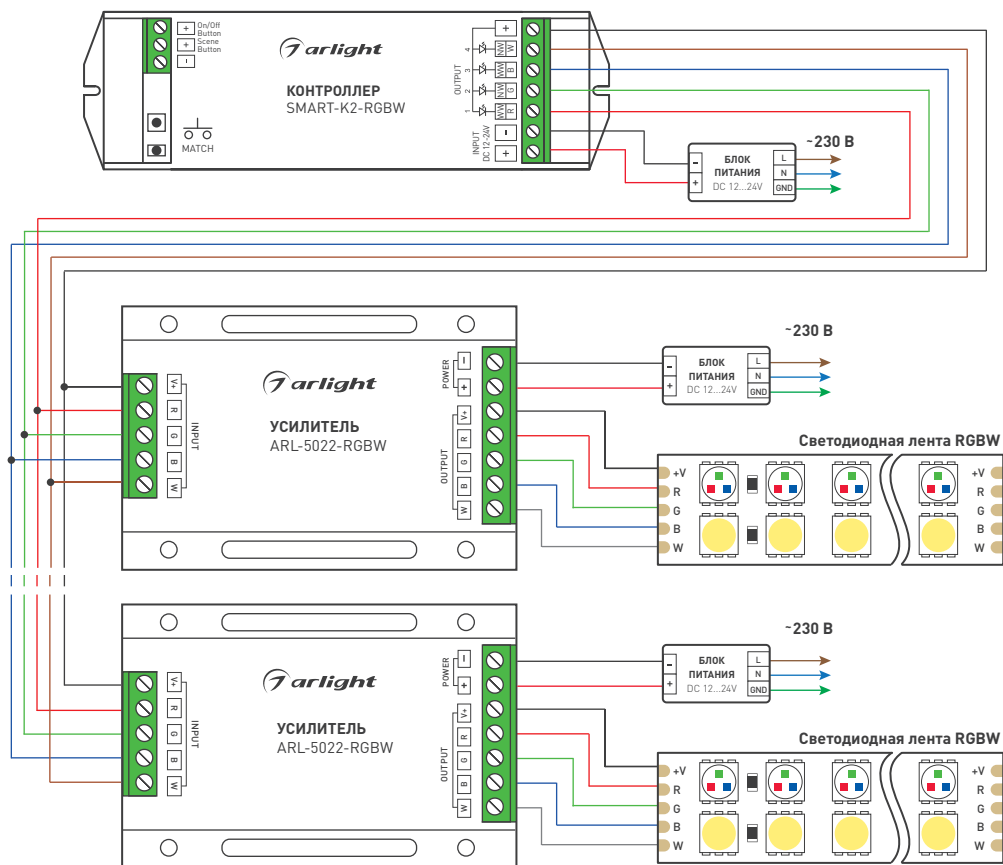 + On/Off
Button
+ Scene
Button
−
arlight
КОНТРОЛЛЕР
SMART-K2-RGBW
MATCH
OUTPUT
+
4 NW W
3 WW B
2 NW G
1 WW R
INPUT
DC 12-24V
−
+
~230 В
БЛОК
ПИТАНИЯ
DC 12...24V
−
+
L
N
GND
arlight
УСИЛИТЕЛЬ
ARL-5022-RGBW
INPUT
V+
R
G
B
W
POWER
−
+
OUTPUT
V+
R
G
B
W
~230 В
БЛОК
ПИТАНИЯ
DC 12...24V
−
+
L
N
GND
Светодиодная лента RGBW
+V +V
R R
G G
B B
W W
arlight
УСИЛИТЕЛЬ
ARL-5022-RGBW
INPUT
V+
R
G
B
W
POWER
−
+
OUTPUT
V+
R
G
B
W
~230 В
БЛОК
ПИТАНИЯ
DC 12...24V
−
+
L
N
GND
Светодиодная лента RGBW
+V +V
R R
G G
B B
W W